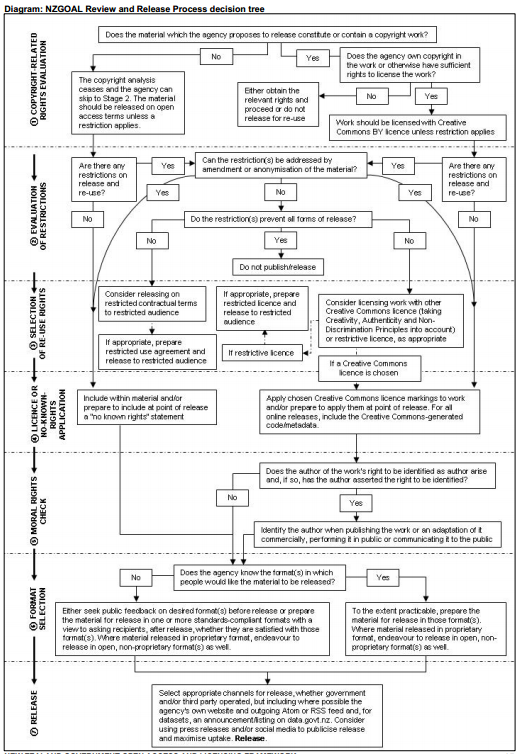 Diagram: NZGOAL Review and Release Process decision tree
① COPYRIGHT-RELATED
RIGHTS EVALUATION
Does the material which the agency proposes to release constitute or contain a copyright work?
No
Yes
The copyright analysis
ceases and the agency can
skip to Stage 2. The material
should be released on open
access terms unless a
restriction applies.
Does the agency own copyright in
the work or otherwise have sufficient
rights to license the work?
Either obtain the
relevant rights and
proceed or do not
release for re-use
No
Yes
Work should be licensed with Creative
Commons BY licence unless restriction applies
② EVALUATION
OF RESTRICTIONS
Are there any
restrictions on
release and
re-use?
Yes
Can the restriction(s) be addressed by
amendment or anonymisation of the material?
Yes
Are there any
restrictions on
release and
re-use?
Yes
No
Yes
No
No
Do the restriction(s) prevent all forms of release?
No
Yes
No
Do not publish/release
③ SELECTION
OF RE-USE RIGHTS
Consider releasing on
restricted contractual terms
to restricted audience
If appropriate, prepare
restricted use agreement and
release to restricted audience
If appropriate, prepare
restricted licence and
release to restricted
audience
If restrictive licence
Consider licensing work with other
Creative Commons licence (taking
Creativity, Authenticity and Non-
Discrimination Principles into account)
or restrictive licence, as appropriate
If a Creative Commons
licence is chosen
④ LICENCE OR
NO-KNOWN-
RIGHTS
APPLICATION
Include within material and/or
prepare to include at point of release
a "no known rights" statement
Apply chosen Creative Commons licence markings to work
and/or prepare to apply them at point of release. For all
online releases, include the Creative Commons-generated
code/metadata.
⑤ MORAL RIGHTS
CHECK
Does the author of the work's right to be identified as author arise
and, if so, has the author asserted the right to be identified?
No
Yes
Identify the author when publishing the work or an adaptation of it
commercially, performing it in public or communicating it to the public
⑥ FORMAT
SELECTION
Does the agency know the format(s) in which
people would like the material to be released?
No
Yes
Either seek public feedback on desired format(s) before release or prepare
the material for release in one or more standards-compliant formats with a
view to asking recipients, after release, whether they are satisfied with those
format(s). Where material released in proprietary format, endeavour to
release in open, non-proprietary format(s) as well.
To the extent practicable, prepare the
material for release in those format(s).
Where material released in proprietary
format, endeavour to release in open, non-
proprietary format(s) as well.
⑦ RELEASE
Select appropriate channels for release, whether government
and/or third party operated, but including where possible the
agency's own website and outgoing Atom or RSS feed and, for
datasets, an announcement/listing on data.govt.nz. Consider
using press releases and/or social media to publicise release
and maximise uptake. Release.